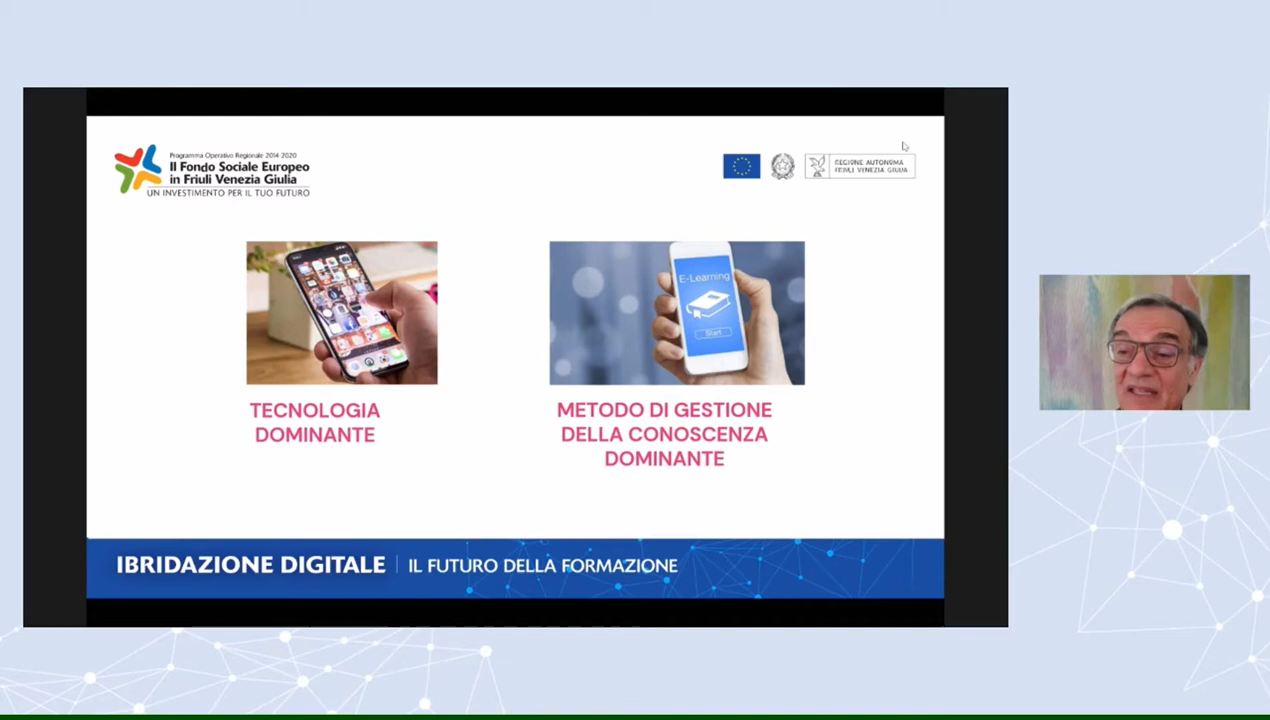 Programma Operativo Regionale 2014-2020
Il Fondo Sociale Europeo
in Friuli Venezia Giulia
UN INVESTIMENTO PER IL TUO FUTURO
REGIONE AUTONOMA
FRIULI VENEZIA GIULIA
E-Learning
Start
TECNOLOGIA
DOMINANTE
METODO DI GESTIONE
DELLA CONOSCENZA
DOMINANTE
IBRIDAZIONE DIGITALE | IL FUTURO DELLA FORMAZIONE